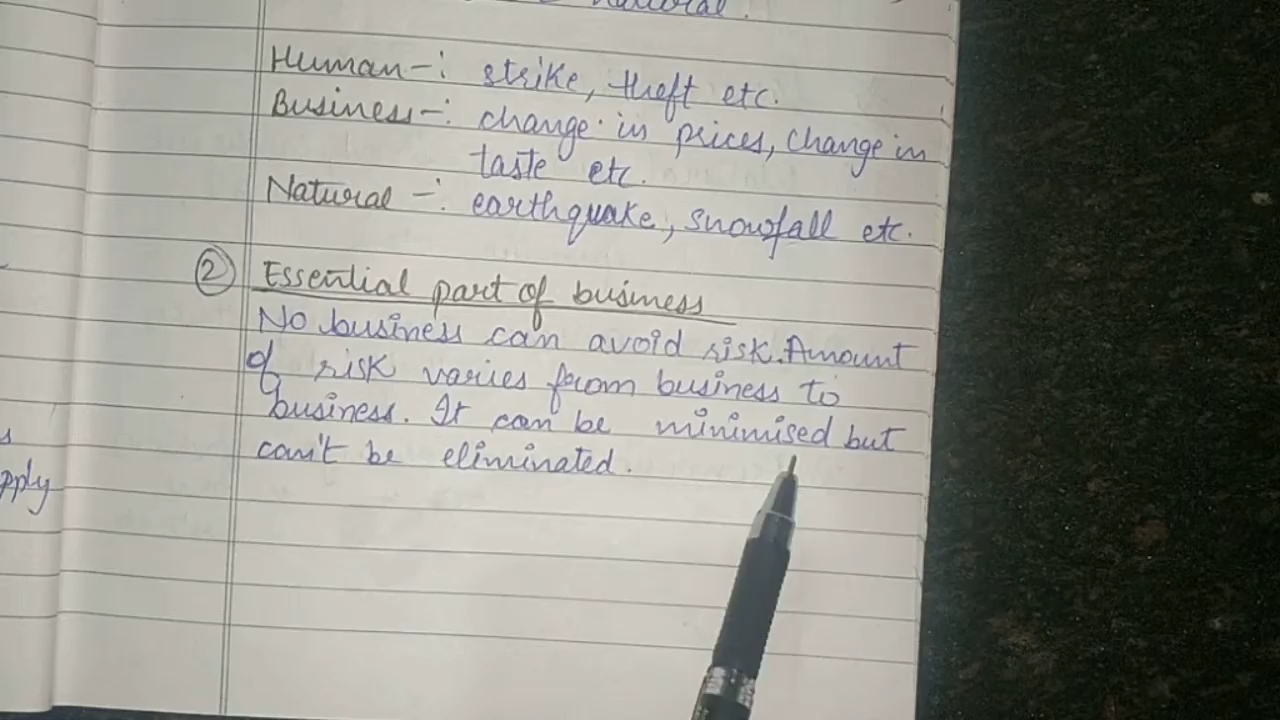 natural.
Human -: strike, theft etc.
Business -: change in prices, change in
taste etc.
Natural -: earthquake, snowfall etc.
② Essential part of business
No business can avoid risk. Amount
of risk varies from business to
business. It can be minimised but
can't be eliminated.
s
pply